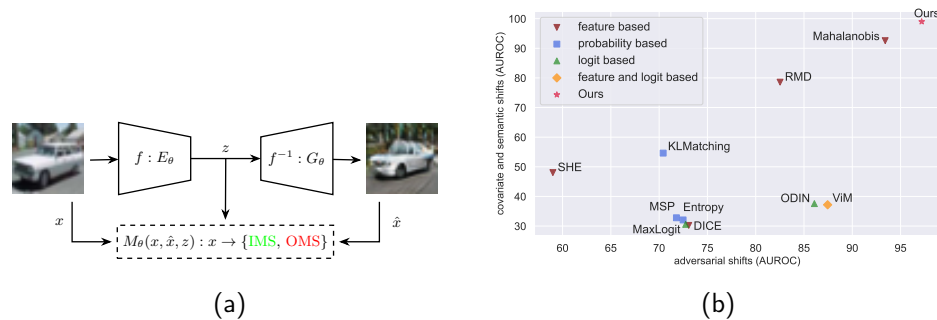 x
f : E_θ
z
f⁻¹ : G_θ
x̂
M_θ(x, x̂, z) : x → {IMS, OMS}
(a)
covariate and semantic shifts (AUROC)
100
90
80
70
60
50
40
30
feature based
probability based
logit based
feature and logit based
Ours
Ours
Mahalanobis
RMD
KLMatching
SHE
ODIN
ViM
MSP
Entropy
MaxLogit
DICE
60
65
70
75
80
85
90
95
adversarial shifts (AUROC)
(b)